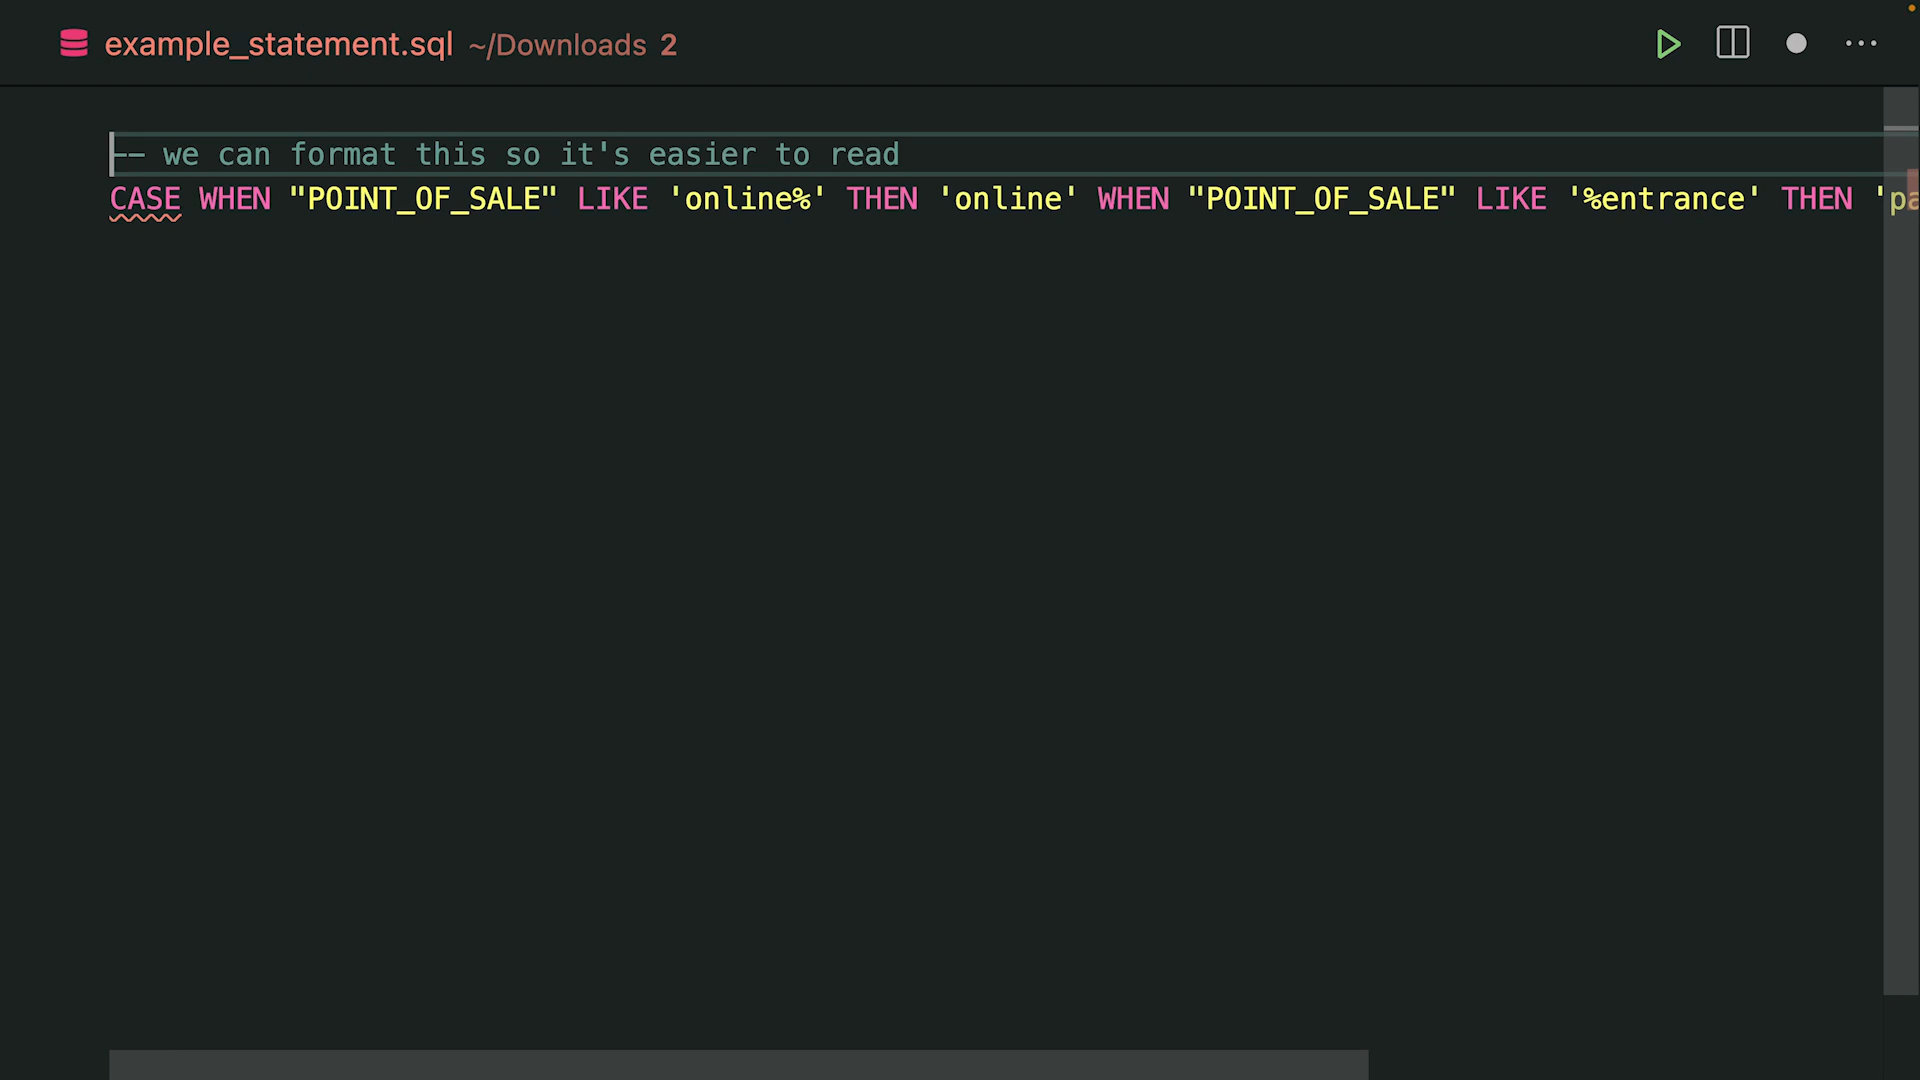 example_statement.sql ~/Downloads 2
-- we can format this so it's easier to read
CASE WHEN "POINT_OF_SALE" LIKE 'online%' THEN 'online' WHEN "POINT_OF_SALE" LIKE '%entrance' THEN 'pa